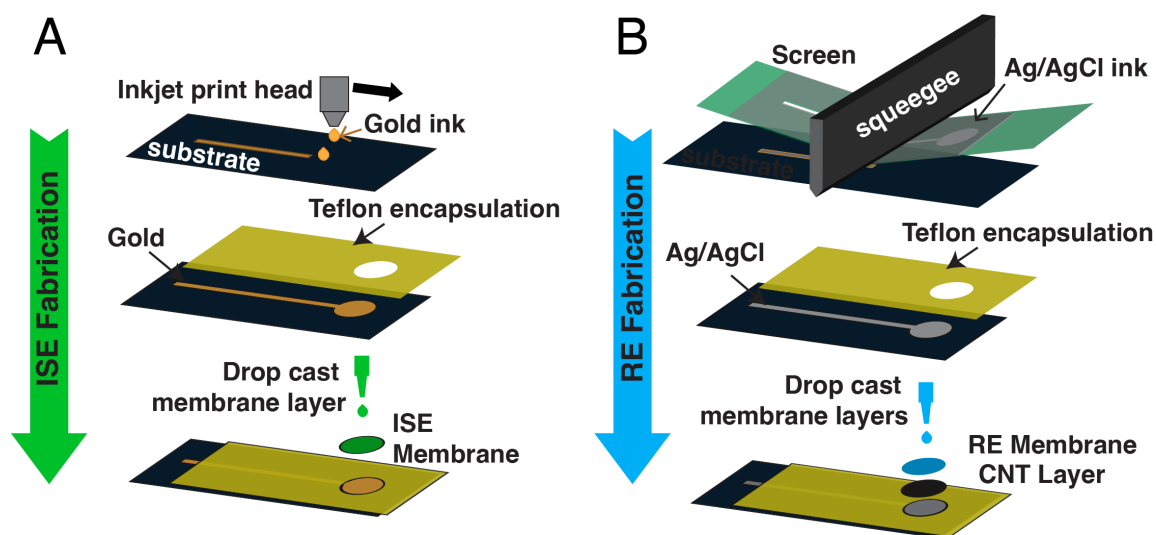 A
Inkjet print head
Gold ink
substrate
Teflon encapsulation
Gold
Drop cast
membrane layer
ISE
Membrane
ISE Fabrication
B
Screen
Ag/AgCl ink
squeegee
substrate
Teflon encapsulation
Ag/AgCl
Drop cast
membrane layers
RE Membrane
CNT Layer
RE Fabrication